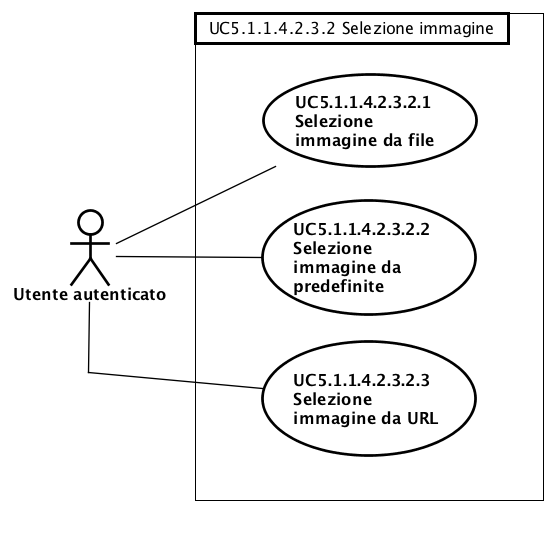 UC5.1.1.4.2.3.2 Selezione immagine
UC5.1.1.4.2.3.2.1
Selezione
immagine da file
UC5.1.1.4.2.3.2.2
Selezione
immagine da
predefinite
Utente autenticato
UC5.1.1.4.2.3.2.3
Selezione
immagine da URL